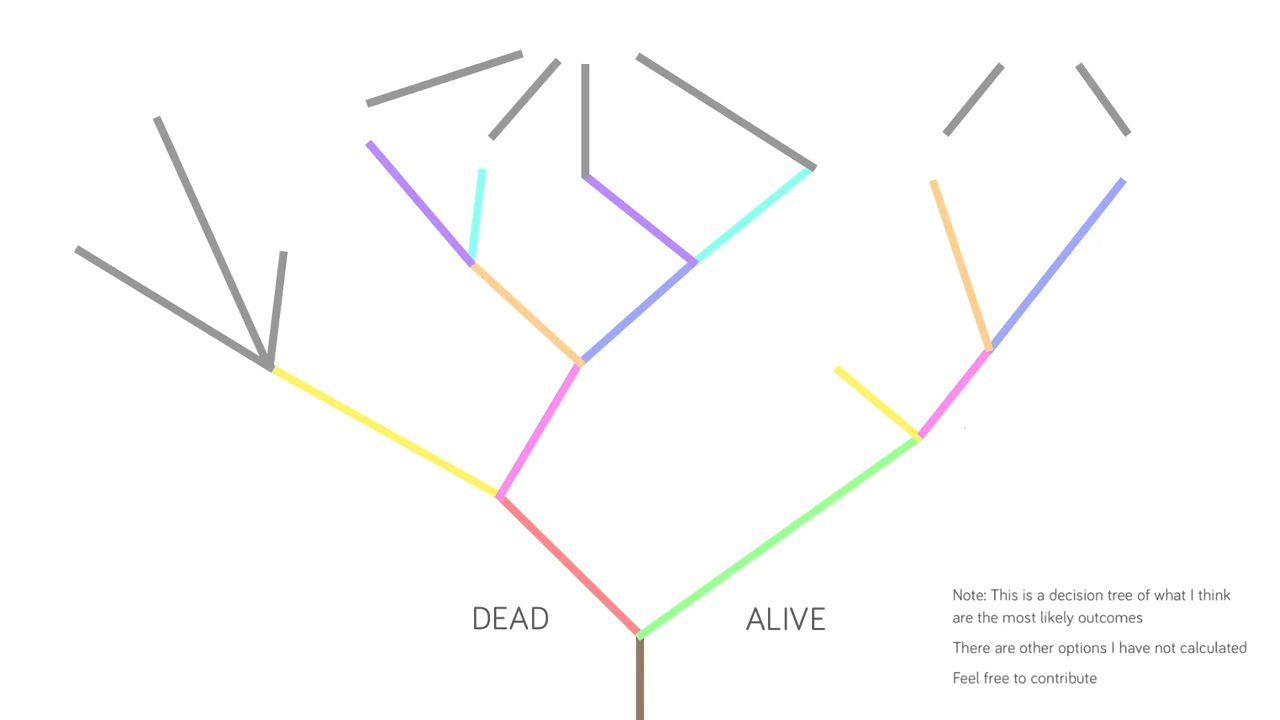 DEAD
ALIVE
Note: This is a decision tree of what I think
are the most likely outcomes
There are other options I have not calculated
Feel free to contribute